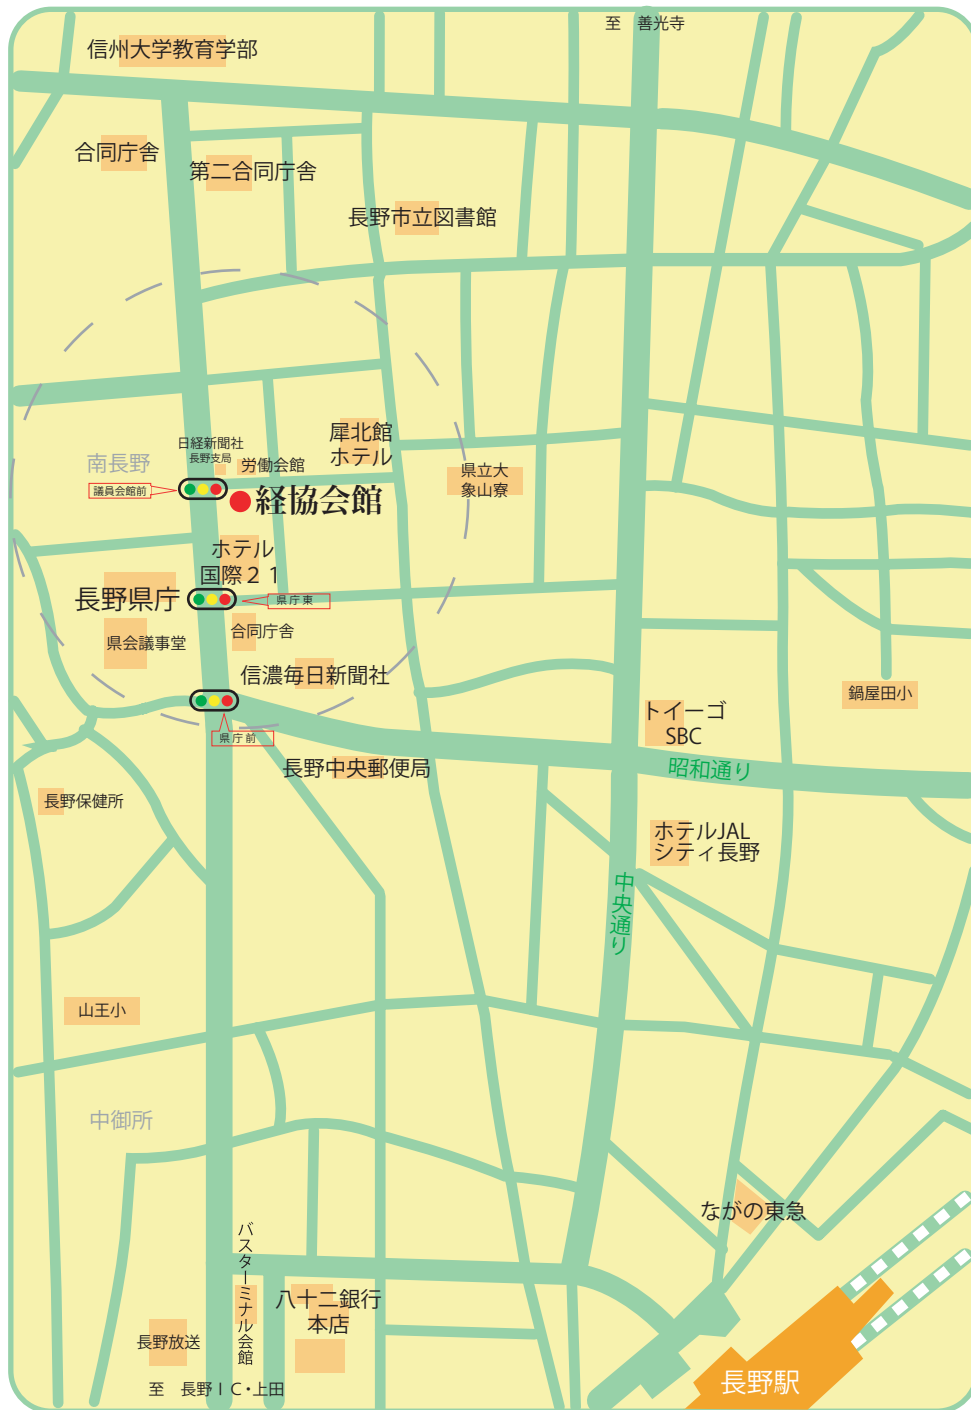 至　善光寺
信州大学教育学部
合同庁舎
第二合同庁舎
長野市立図書館
日経新聞社
長野支局
労働会館
犀北館
ホテル
南長野
県立大
象山寮
議員会館前
経協会館
ホテル
国際２１
長野県庁
県庁東
県会議事堂
合同庁舎
信濃毎日新聞社
鍋屋田小
トイーゴ
SBC
県庁前
長野中央郵便局
昭和通り
長野保健所
ホテルJAL
シティ長野
中央通り
山王小
中御所
ながの東急
バスターミナル会館
八十二銀行
本店
長野放送
長野駅
至　長野ＩＣ・上田